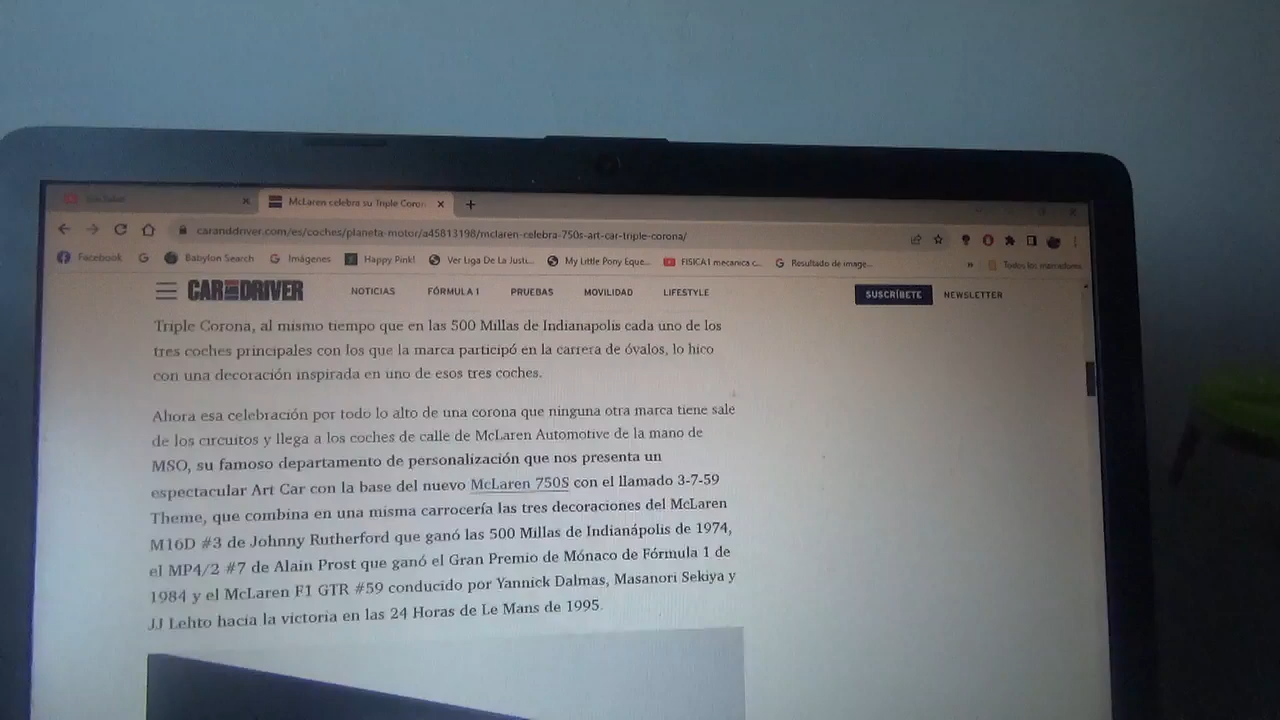 McLaren celebra su Triple Coron
caranddriver.com/es/coches/planeta-motor/a45813198/mclaren-celebra-750s-art-car-triple-corona/
Facebook Babylon Search Imágenes Happy Pink! Ver Liga De La Justi... My Little Pony Eque... FISICA1 mecanica c... Resultado de image... » Todos los marcadores
CAR AND DRIVER NOTICIAS FÓRMULA 1 PRUEBAS MOVILIDAD LIFESTYLE SUSCRÍBETE NEWSLETTER
Triple Corona, al mismo tiempo que en las 500 Millas de Indianapolis cada uno de los
tres coches principales con los que la marca participó en la carrera de óvalos, lo hico
con una decoración inspirada en uno de esos tres coches.
Ahora esa celebración por todo lo alto de una corona que ninguna otra marca tiene sale
de los circuitos y llega a los coches de calle de McLaren Automotive de la mano de
MSO, su famoso departamento de personalización que nos presenta un
espectacular Art Car con la base del nuevo McLaren 750S con el llamado 3-7-59
Theme, que combina en una misma carrocería las tres decoraciones del McLaren
M16D #3 de Johnny Rutherford que ganó las 500 Millas de Indianápolis de 1974,
el MP4/2 #7 de Alain Prost que ganó el Gran Premio de Mónaco de Fórmula 1 de
1984 y el McLaren F1 GTR #59 conducido por Yannick Dalmas, Masanori Sekiya y
JJ Lehto hacia la victoria en las 24 Horas de Le Mans de 1995.